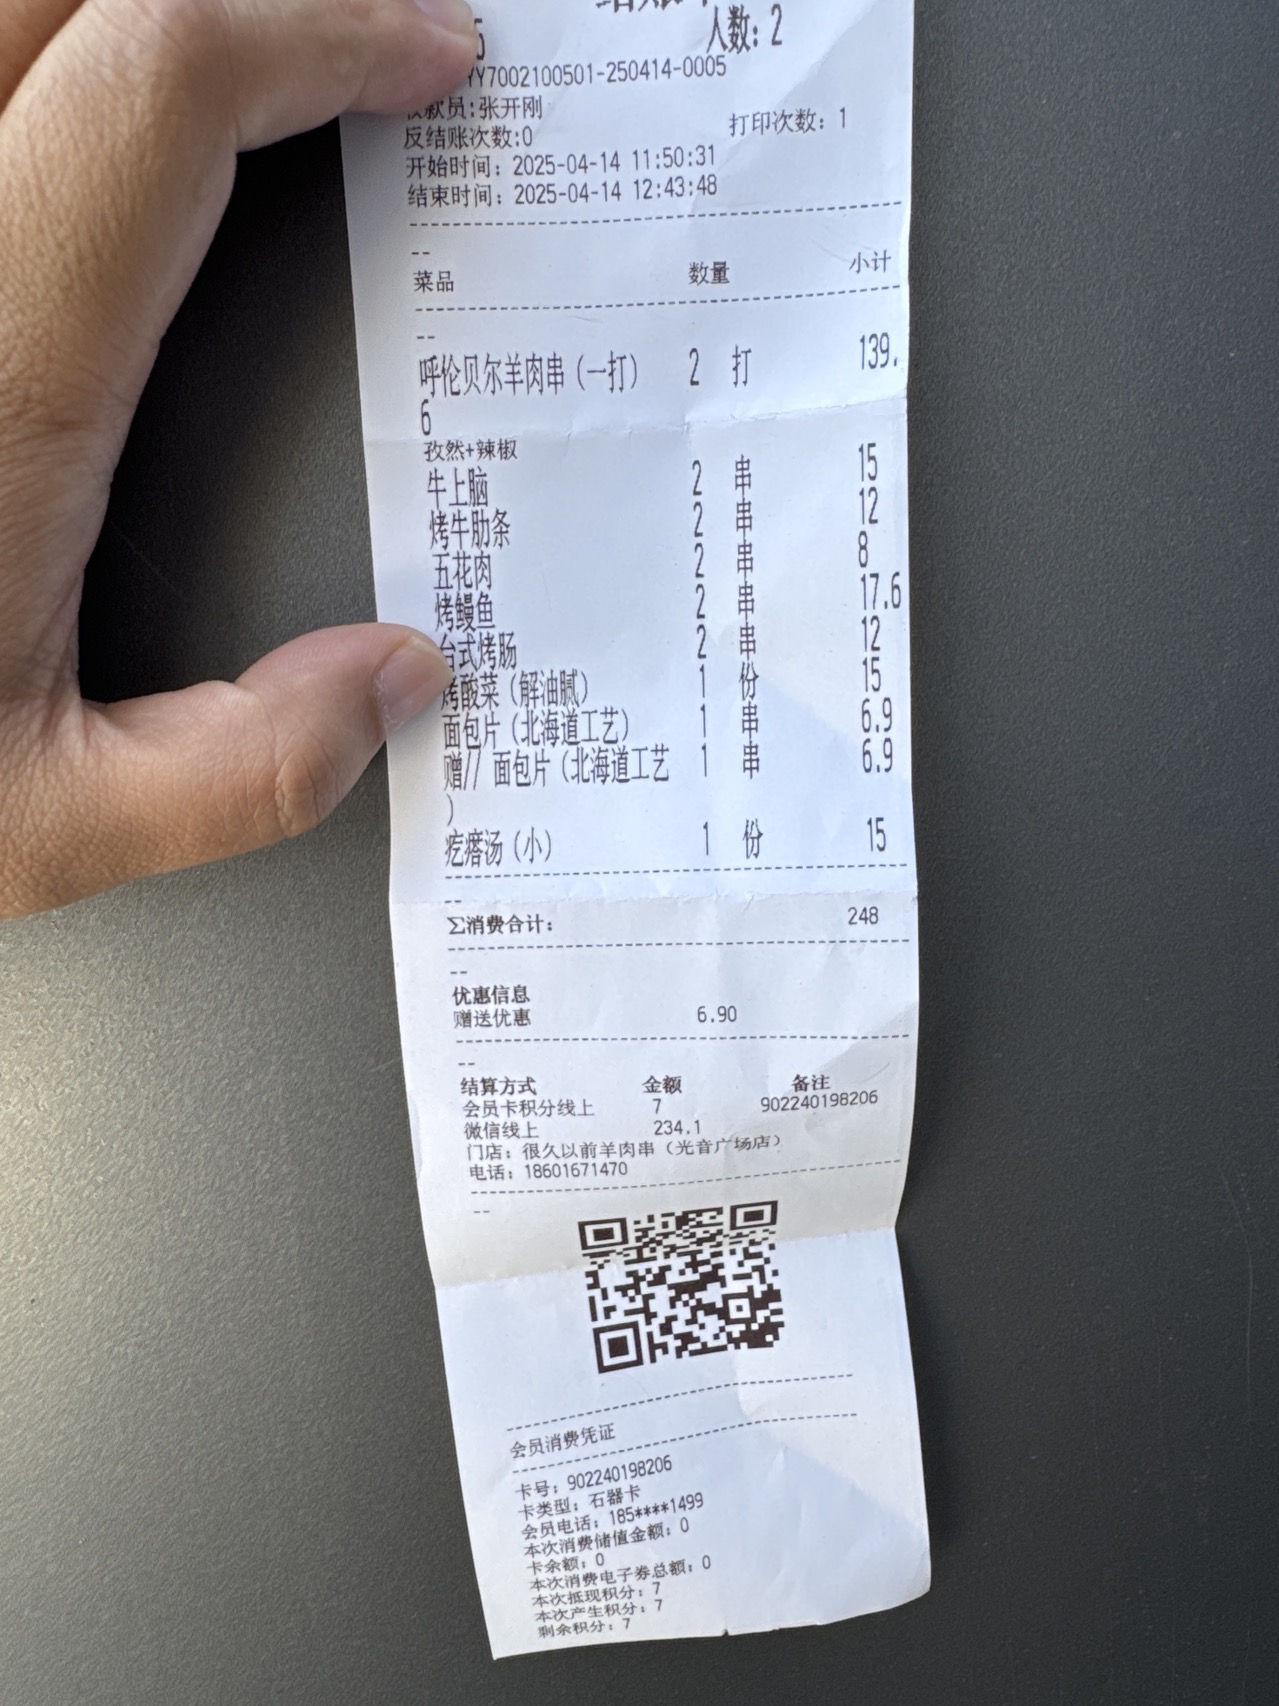 5 人数: 2
YY7002100501-250414-0005
款员:张开刚
反结账次数:0 打印次数: 1
开始时间: 2025-04-14 11:50:31
结束时间: 2025-04-14 12:43:48
--
菜品 数量 小计
--
呼伦贝尔羊肉串（一打） 2 打 139.
6
孜然+辣椒
牛上脑 2 串 15
烤牛肋条 2 串 12
五花肉 2 串 8
烤鳗鱼 2 串 17.6
台式烤肠 2 串 12
烤酸菜（解油腻） 1 份 15
面包片（北海道工艺） 1 串 6.9
赠// 面包片（北海道工艺 1 串 6.9
）
疙瘩汤（小） 1 份 15
--
∑消费合计: 248
--
优惠信息
赠送优惠 6.90
--
结算方式 金额 备注
会员卡积分线上 7 902240198206
微信线上 234.1
门店: 很久以前羊肉串（光音广场店）
电话: 18601671470
--
会员消费凭证
卡号: 902240198206
卡类型: 石器卡
会员电话: 185****1499
本次消费储值金额: 0
卡余额: 0
本次消费电子券总额: 0
本次抵现积分: 7
本次产生积分: 7
剩余积分: 7